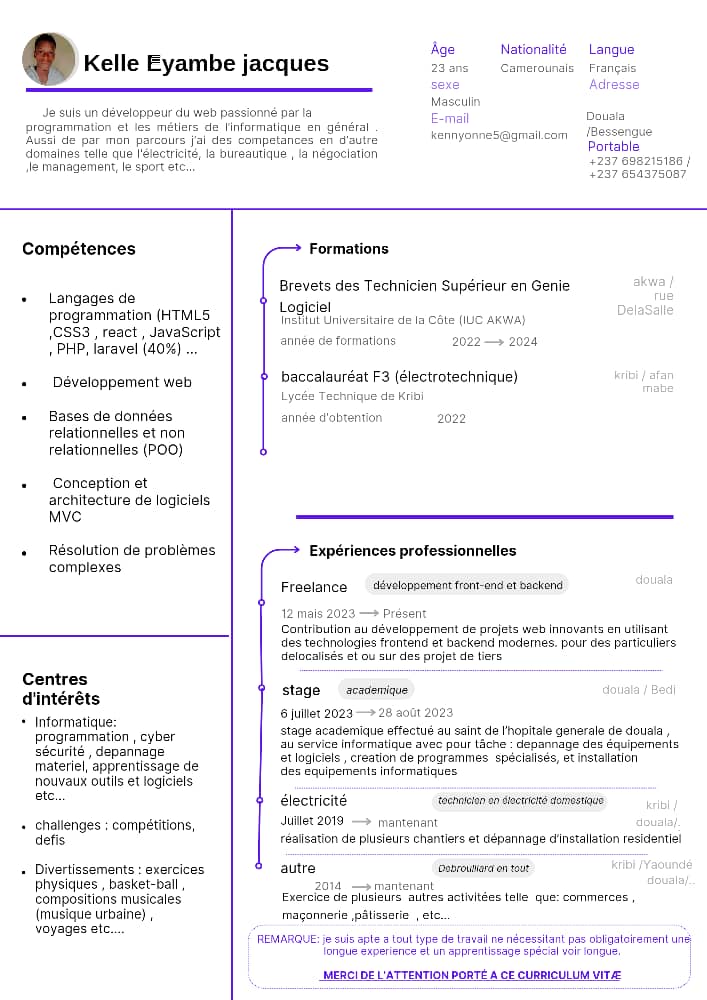 Kelle Eyambe jacques
Je suis un développeur du web passionné par la
programmation et les métiers de l'informatique en général .
Aussi de par mon parcours j'ai des competances en d'autre
domaines telle que l'électricité, la bureautique , la négociation
,le management, le sport etc...
Âge
23 ans
sexe
Masculin
E-mail
kennyonne5@gmail.com
Nationalité
Camerounais
Langue
Français
Adresse
Douala
/Bessengue
Portable
+237 698215186 /
+237 654375087
Compétences
• Langages de
programmation (HTML5
,CSS3 , react , JavaScript
, PHP, laravel (40%) ...
• Développement web
• Bases de données
relationnelles et non
relationnelles (POO)
• Conception et
architecture de logiciels
MVC
• Résolution de problèmes
complexes
Centres
d'intérêts
• Informatique:
programmation , cyber
sécurité , depannage
materiel, apprentissage de
nouvaux outils et logiciels
etc...
• challenges : compétitions,
defis
• Divertissements : exercices
physiques , basket-ball ,
compositions musicales
(musique urbaine) ,
voyages etc....
Formations
Brevets des Technicien Supérieur en Genie
Logiciel
akwa /
rue
DelaSalle
Institut Universitaire de la Côte (IUC AKWA)
année de formations 2022 → 2024
baccalauréat F3 (électrotechnique)
kribi / afan
mabe
Lycée Technique de Kribi
année d'obtention 2022
Expériences professionnelles
Freelance développement front-end et backend douala
12 mais 2023 → Présent
Contribution au développement de projets web innovants en utilisant
des technologies frontend et backend modernes. pour des particuliers
delocalisés et ou sur des projet de tiers
stage academique douala / Bedi
6 juillet 2023 → 28 août 2023
stage academique effectué au saint de l'hopitale generale de douala ,
au service informatique avec pour tâche : depannage des équipements
et logiciels , creation de programmes spécialisés, et installation
des equipements informatiques
électricité technicien en électricité domestique kribi /
douala/.
Juillet 2019 → mantenant
réalisation de plusieurs chantiers et dépannage d'installation residentiel
autre Debroulliard en tout kribi /Yaoundé
douala/..
2014 → mantenant
Exercice de plusieurs autres activitées telle que: commerces ,
maçonnerie ,pâtisserie , etc...
REMARQUE: je suis apte a tout type de travail ne nécessitant pas obligatoirement une
longue experience et un apprentissage spécial voir longue.
MERCI DE L'ATTENTION PORTÉ A CE CURRICULUM VITÆ